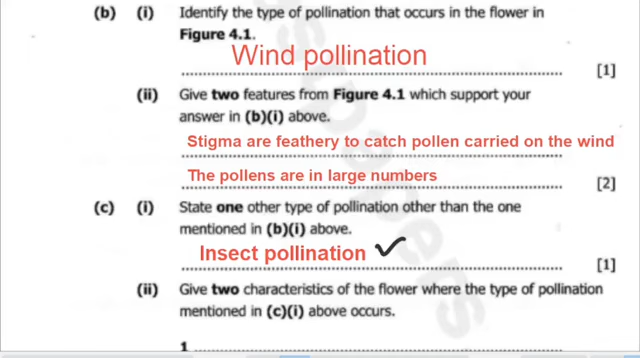 (b) (i) Identify the type of pollination that occurs in the flower in
Figure 4.1.
Wind pollination
[1]
(ii) Give two features from Figure 4.1 which support your
answer in (b)(i) above.
Stigma are feathery to catch pollen carried on the wind
The pollens are in large numbers
[2]
(c) (i) State one other type of pollination other than the one
mentioned in (b)(i) above.
Insect pollination
[1]
(ii) Give two characteristics of the flower where the type of pollination
mentioned in (c)(i) above occurs.
1